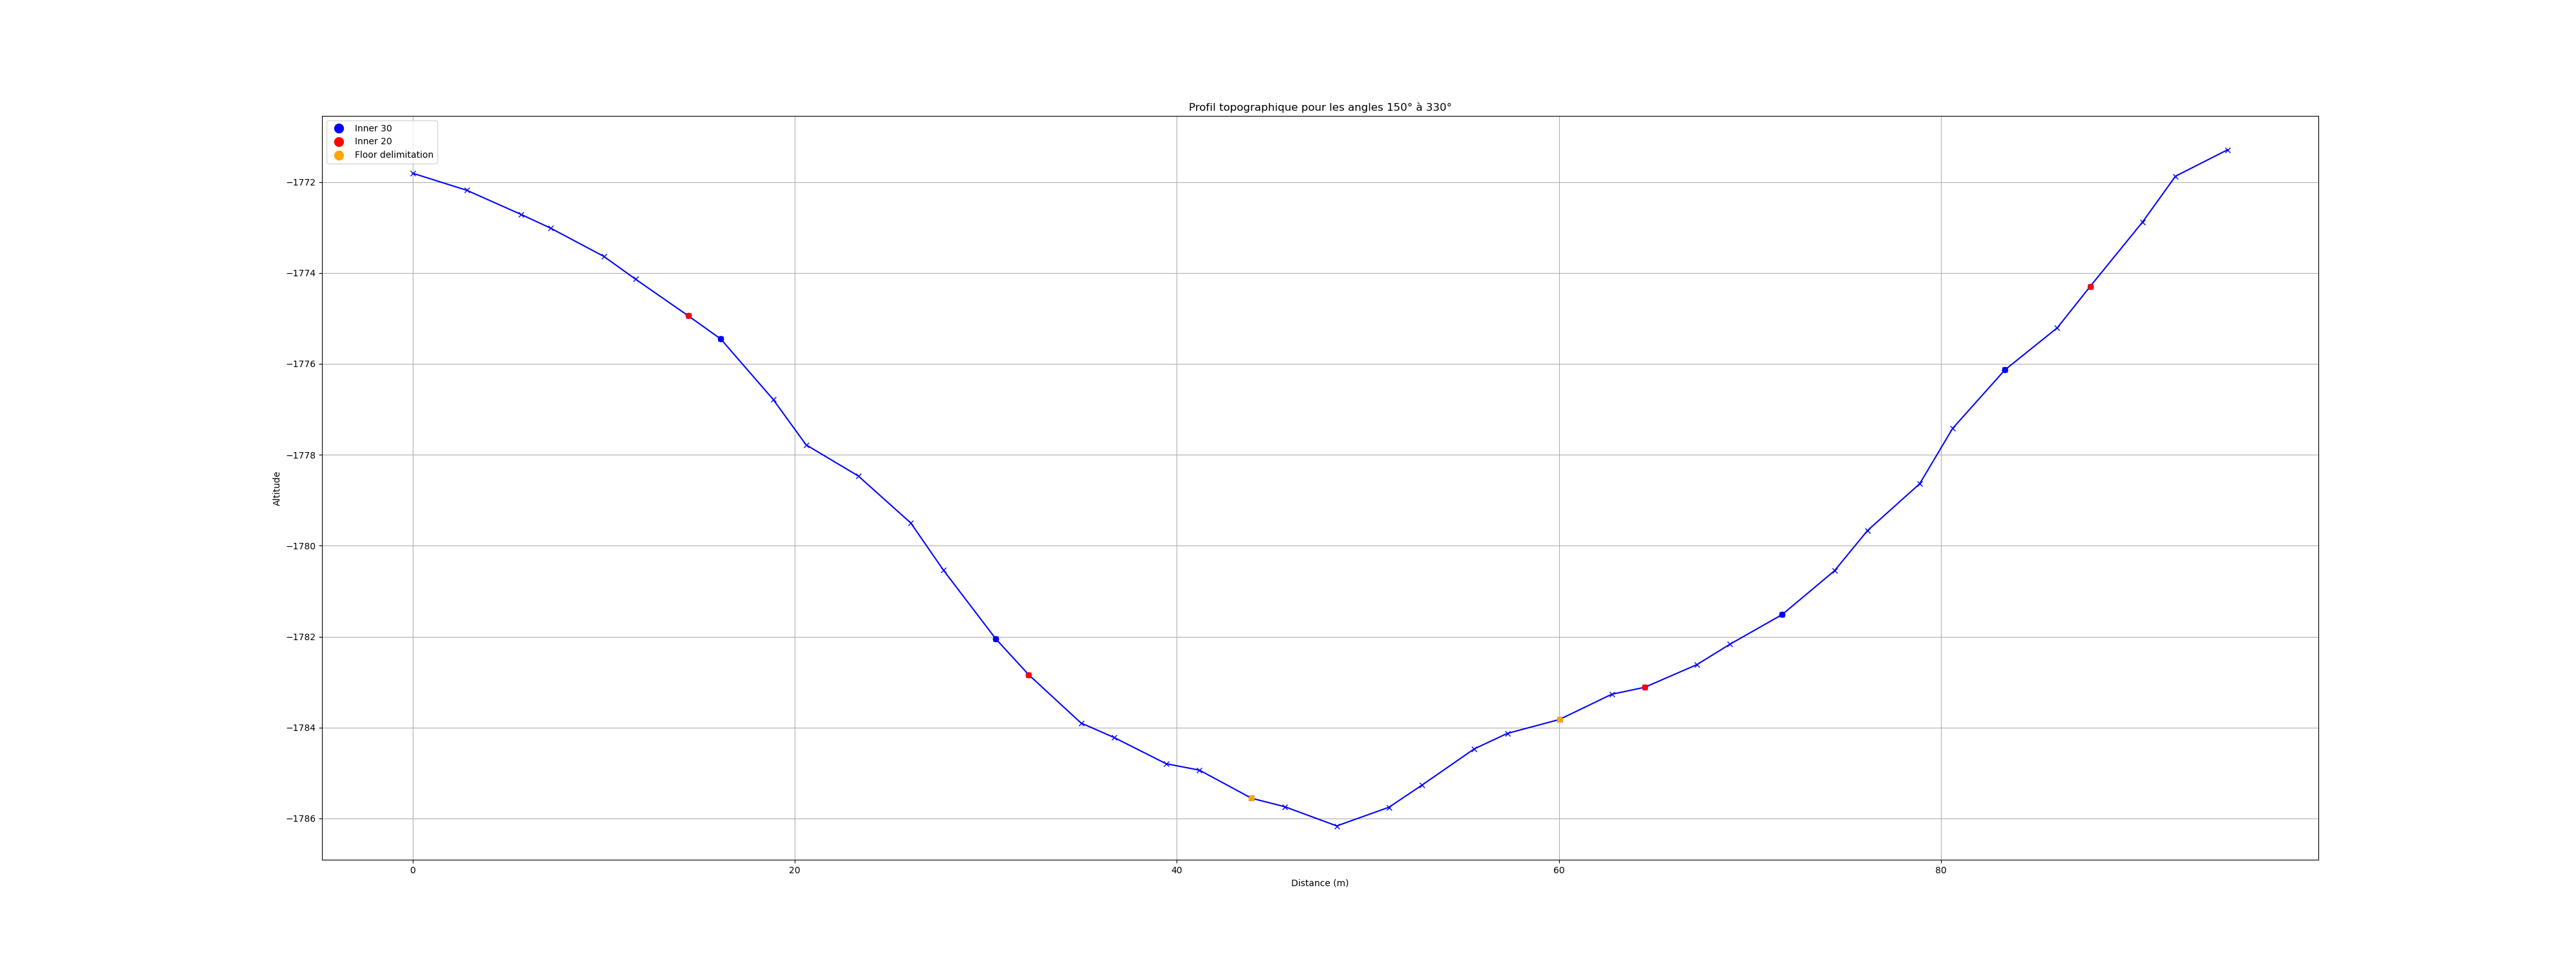 Profil topographique pour les angles 150° à 330°
Inner 30
Inner 20
Floor delimitation
−1772
−1774
−1776
−1778
−1780
−1782
−1784
−1786
Altitude
0
20
40
60
80
Distance (m)